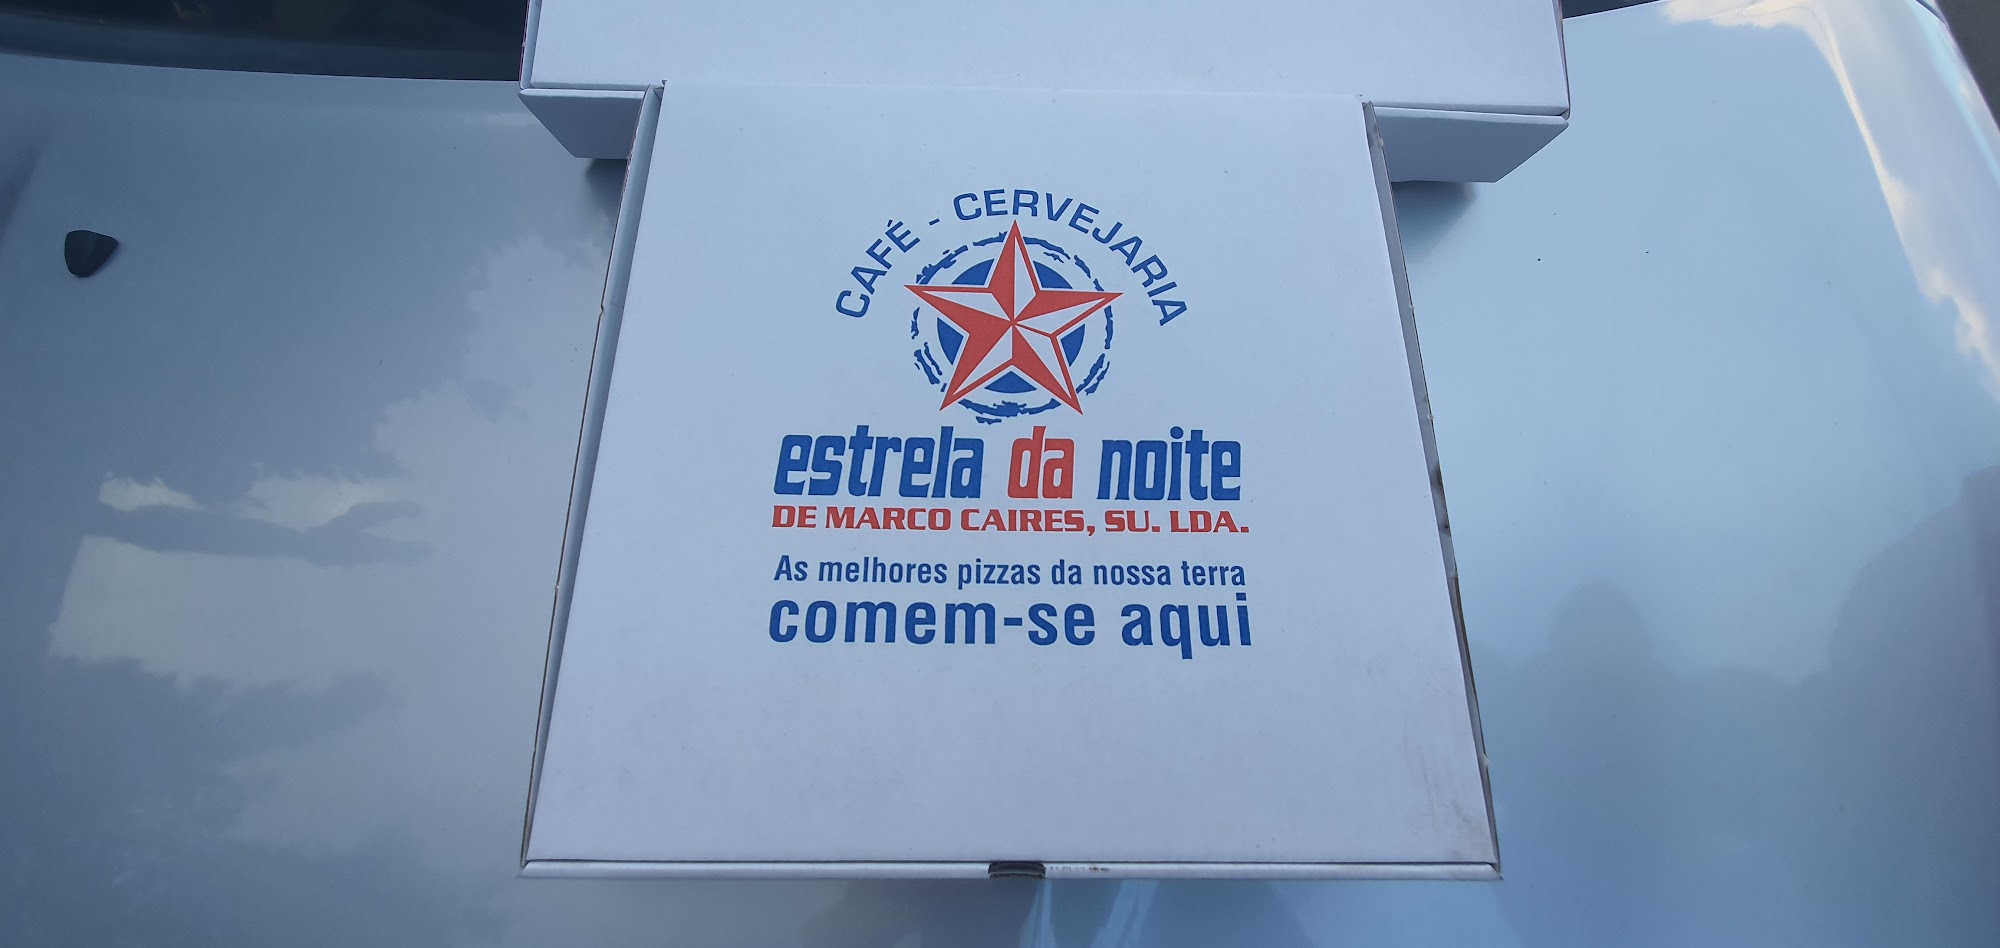 CAFÉ - CERVEJARIA
estrela da noite
DE MARCO CAIRES, SU. LDA.
As melhores pizzas da nossa terra
comem-se aqui